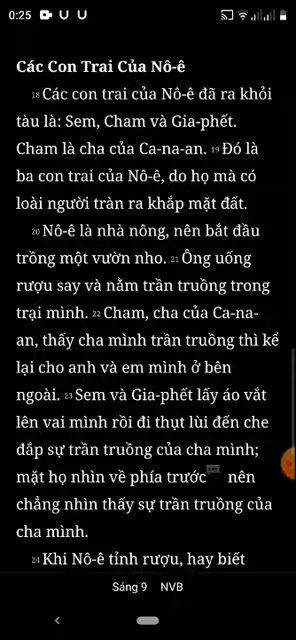 0:25
Các Con Trai Của Nô-ê
18 Các con trai của Nô-ê đã ra khỏi
tàu là: Sem, Cham và Gia-phết.
Cham là cha của Ca-na-an. 19 Đó là
ba con trai của Nô-ê, do họ mà có
loài người tràn ra khắp mặt đất.
20 Nô-ê là nhà nông, nên bắt đầu
trồng một vườn nho. 21 Ông uống
rượu say và nằm trần truồng trong
trại mình. 22 Cham, cha của Ca-na-
an, thấy cha mình trần truồng thì kể
lại cho anh và em mình ở bên
ngoài. 23 Sem và Gia-phết lấy áo vắt
lên vai mình rồi đi thụt lùi đến che
đắp sự trần truồng của cha mình;
mặt họ nhìn về phía trước nên
chẳng nhìn thấy sự trần truồng của
cha mình.
24 Khi Nô-ê tỉnh rượu, hay biết
Sáng 9 NVB